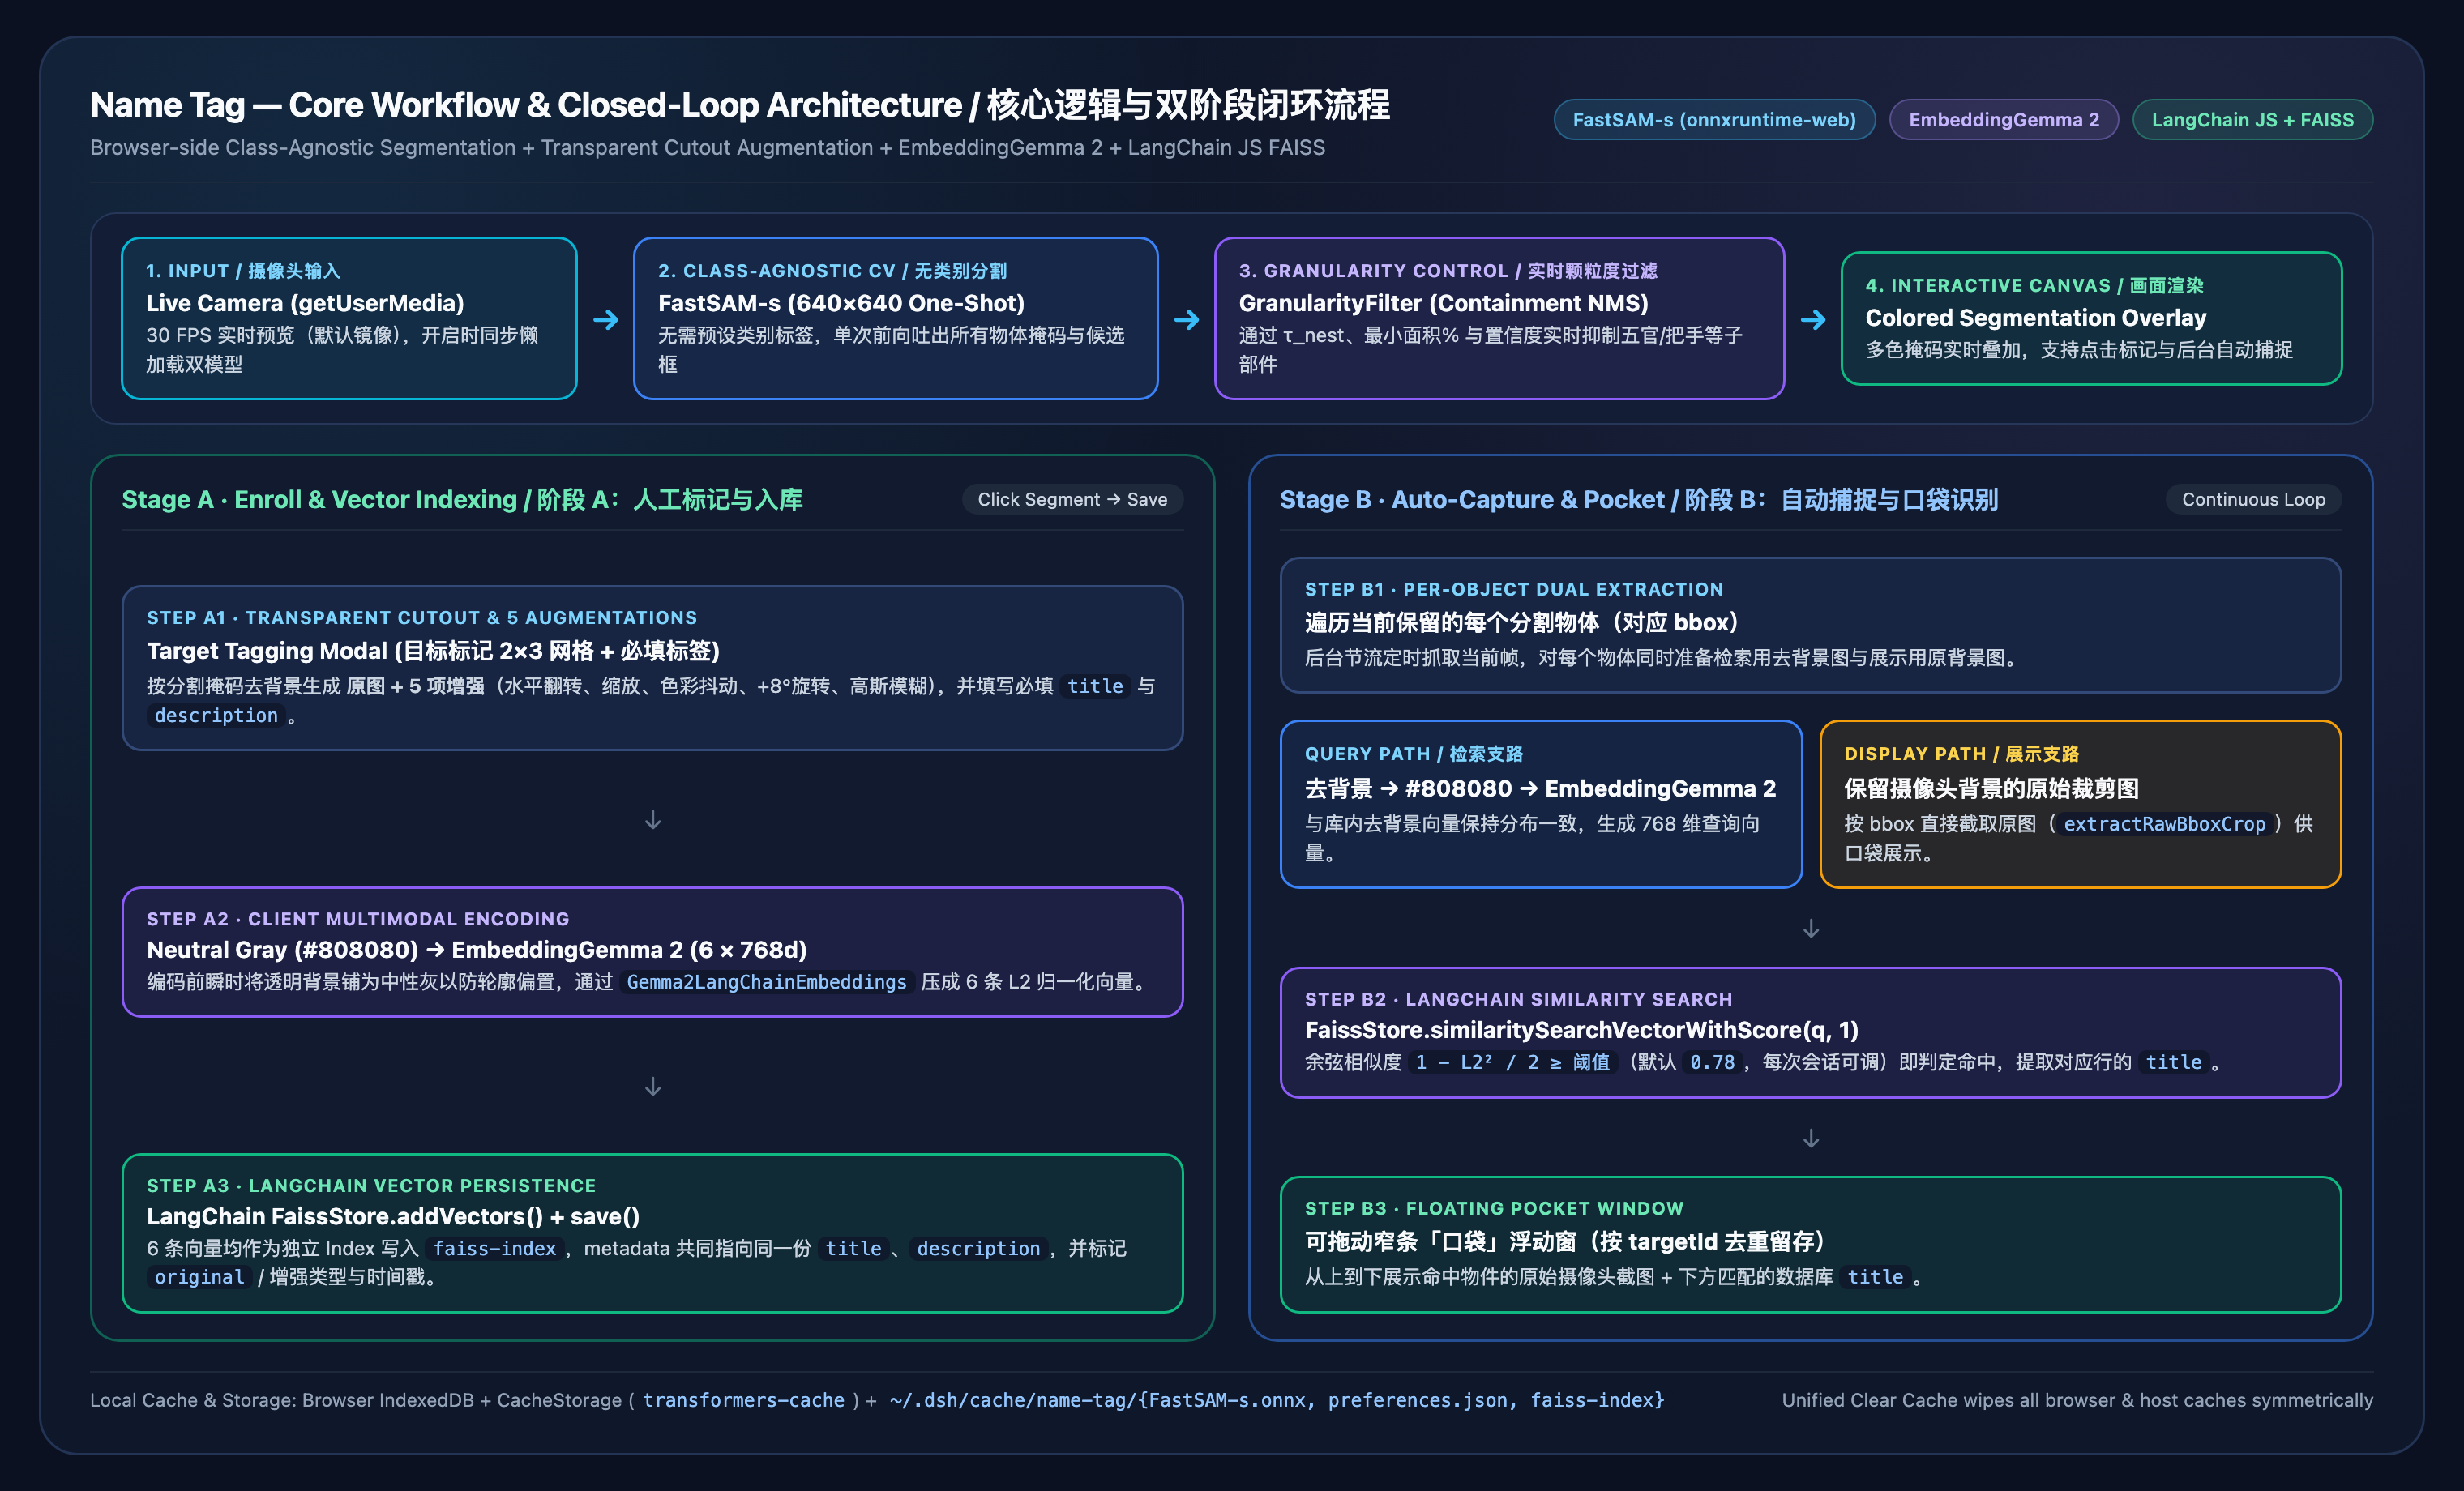 Name Tag — Core Workflow & Closed-Loop Architecture / 核心逻辑与双阶段闭环流程
Browser-side Class-Agnostic Segmentation + Transparent Cutout Augmentation + EmbeddingGemma 2 + LangChain JS FAISS
FastSAM-s (onnxruntime-web)
EmbeddingGemma 2
LangChain JS + FAISS
1. INPUT / 摄像头输入
Live Camera (getUserMedia)
30 FPS 实时预览（默认镜像），开启时同步懒
加载双模型
→
2. CLASS-AGNOSTIC CV / 无类别分割
FastSAM-s (640×640 One-Shot)
无需预设类别标签，单次前向吐出所有物体掩码与候选
框
→
3. GRANULARITY CONTROL / 实时颗粒度过滤
GranularityFilter (Containment NMS)
通过 τ_nest、最小面积% 与置信度实时抑制五官/把手等子
部件
→
4. INTERACTIVE CANVAS / 画面渲染
Colored Segmentation Overlay
多色掩码实时叠加，支持点击标记与后台自动捕捉
Stage A · Enroll & Vector Indexing / 阶段 A：人工标记与入库
Click Segment → Save
STEP A1 · TRANSPARENT CUTOUT & 5 AUGMENTATIONS
Target Tagging Modal (目标标记 2×3 网格 + 必填标签)
按分割掩码去背景生成 原图 + 5 项增强（水平翻转、缩放、色彩抖动、+8°旋转、高斯模糊），并填写必填 title 与
description 。
↓
STEP A2 · CLIENT MULTIMODAL ENCODING
Neutral Gray (#808080) → EmbeddingGemma 2 (6 × 768d)
编码前瞬时将透明背景铺为中性灰以防轮廓偏置，通过 Gemma2LangChainEmbeddings 压成 6 条 L2 归一化向量。
↓
STEP A3 · LANGCHAIN VECTOR PERSISTENCE
LangChain FaissStore.addVectors() + save()
6 条向量均作为独立 Index 写入 faiss-index ，metadata 共同指向同一份 title 、 description ，并标记
original / 增强类型与时间戳。
Stage B · Auto-Capture & Pocket / 阶段 B：自动捕捉与口袋识别
Continuous Loop
STEP B1 · PER-OBJECT DUAL EXTRACTION
遍历当前保留的每个分割物体（对应 bbox）
后台节流定时抓取当前帧，对每个物体同时准备检索用去背景图与展示用原背景图。
QUERY PATH / 检索支路
去背景 → #808080 → EmbeddingGemma 2
与库内去背景向量保持分布一致，生成 768 维查询向
量。
DISPLAY PATH / 展示支路
保留摄像头背景的原始裁剪图
按 bbox 直接截取原图（ extractRawBboxCrop ）供
口袋展示。
↓
STEP B2 · LANGCHAIN SIMILARITY SEARCH
FaissStore.similaritySearchVectorWithScore(q, 1)
余弦相似度 1 − L2² / 2 ≥ 阈值 （默认 0.78 ，每次会话可调）即判定命中，提取对应行的 title 。
↓
STEP B3 · FLOATING POCKET WINDOW
可拖动窄条「口袋」浮动窗（按 targetId 去重留存）
从上到下展示命中物件的原始摄像头截图 + 下方匹配的数据库 title 。
Local Cache & Storage: Browser IndexedDB + CacheStorage ( transformers-cache ) + ~/.dsh/cache/name-tag/{FastSAM-s.onnx, preferences.json, faiss-index}
Unified Clear Cache wipes all browser & host caches symmetrically